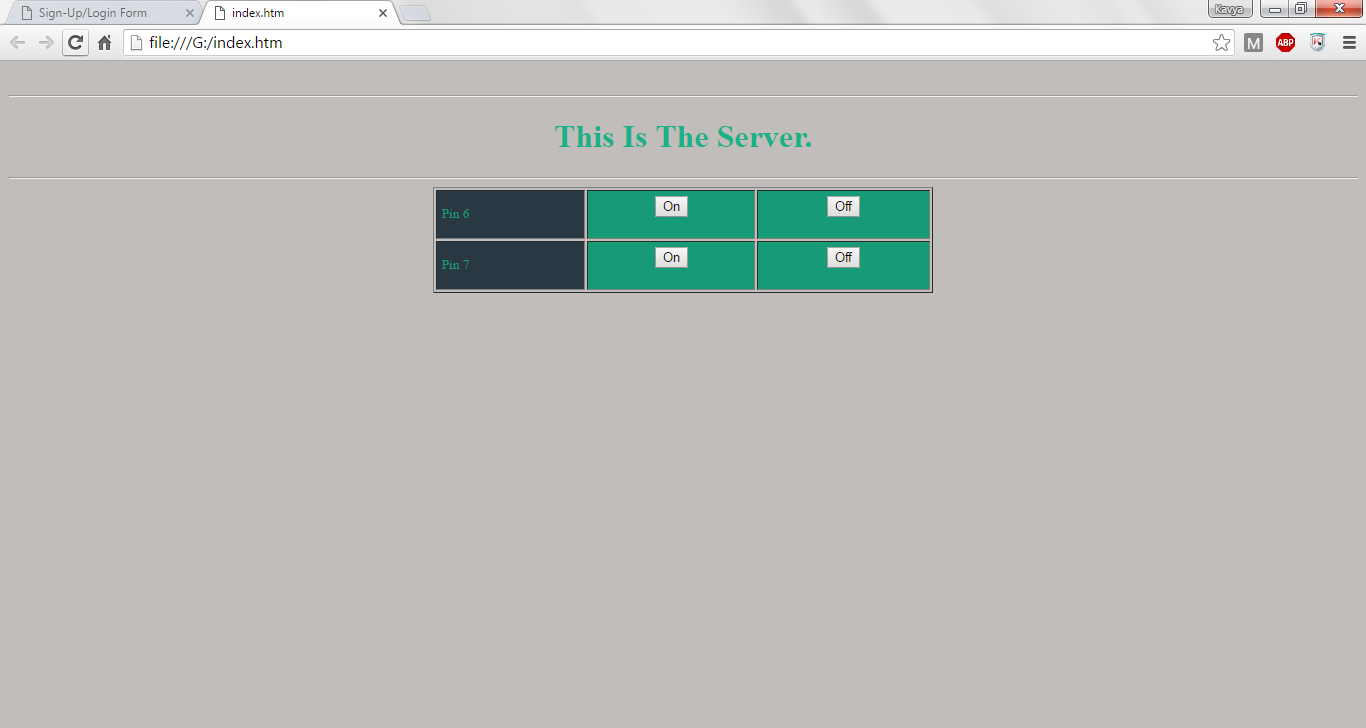 Sign-Up/Login Form
index.htm
Kavya
file:///G:/index.htm
M
ABP
This Is The Server.
Pin 6 On Off
Pin 7 On Off